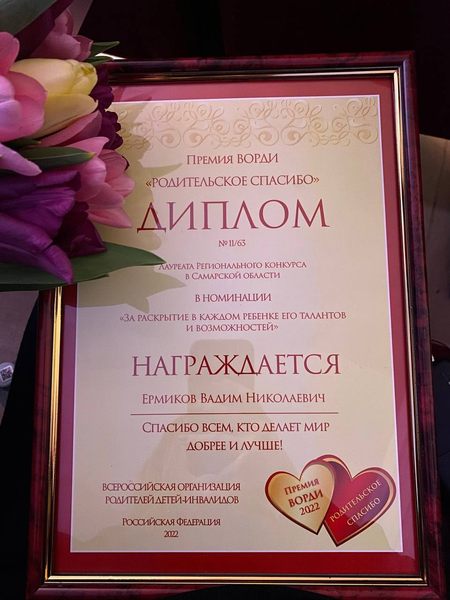 Премия ВОРДИ
«РОДИТЕЛЬСКОЕ СПАСИБО»
ДИПЛОМ
№ 11/63
Лауреата Регионального конкурса
в Самарской области
в номинации
«За раскрытие в каждом ребенке его талантов
и возможностей»
НАГРАЖДАЕТСЯ
Ермиков Вадим Николаевич
Спасибо всем, кто делает мир
добрее и лучше!
Всероссийская организация
родителей детей-инвалидов
Российская Федерация
2022
Премия
ВОРДИ
2022
РОДИТЕЛЬСКОЕ
СПАСИБО